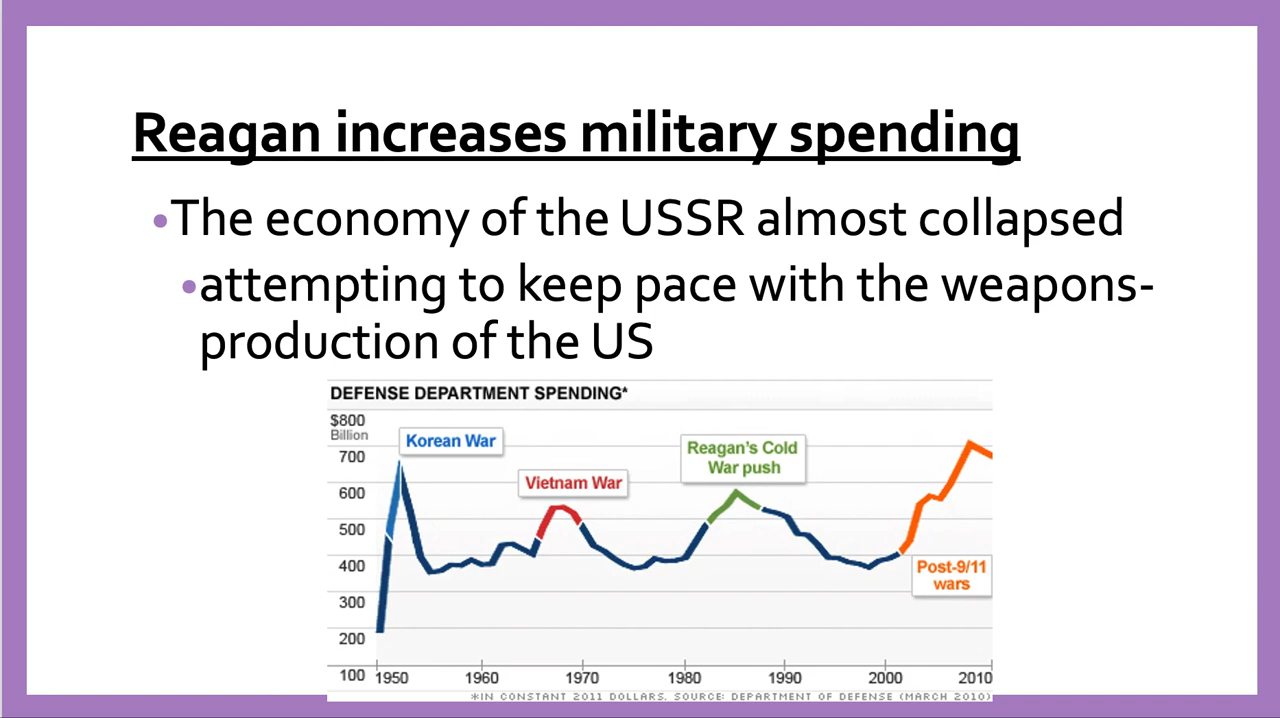 Reagan increases military spending
•The economy of the USSR almost collapsed
•attempting to keep pace with the weapons-
production of the US
DEFENSE DEPARTMENT SPENDING*
$800
Billion
700
600
500
400
300
200
100
Korean War
Vietnam War
Reagan's Cold
War push
Post-9/11
wars
1950 1960 1970 1980 1990 2000 2010
*IN CONSTANT 2011 DOLLARS. SOURCE: DEPARTMENT OF DEFENSE (MARCH 2010)